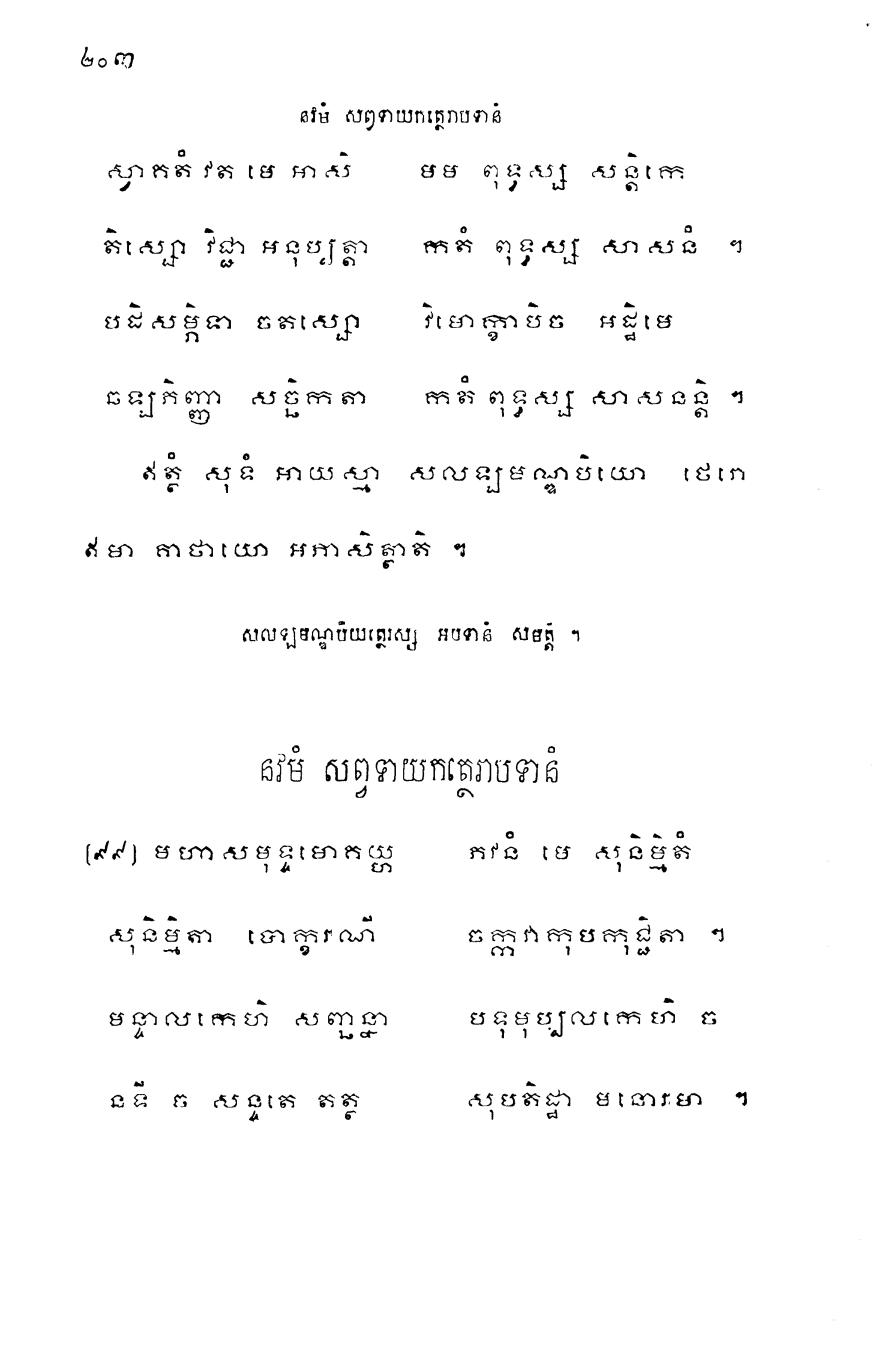 ២០៣
នវមំ សព្វទាយកត្ថេរាបទានំ
ស្វាគតំ វត មេ អាសិ មម ពុទ្ធស្ស សន្តិកេ
តិស្សោ វិជ្ជា អនុប្បត្តា កតំ ពុទ្ធស្ស សាសនំ ។
បដិសម្ភិទា ចតស្សោ វិមោក្ខាបិច អដ្ឋិមេ
ឆឡភិញ្ញា សច្ឆិកតា កតំ ពុទ្ធស្ស សាសនន្តិ ។
ឥត្ថំ សុទំ អាយស្មា សលឡមណ្ឌបិយោ ថេរោ
ឥមា គាថាយោ អភាសិត្ថាតិ ។
សលឡមណ្ឌបិយត្ថេរស្ស អបទានំ សមត្តំ ។
នវមំ សព្វទាយកត្ថេរាបទានំ
(៩៩) មហាសមុទ្ទមោគយ្ហ ភវនំ មេ សុនិម្មិតំ
សុនិម្មិតា បោក្ខរណី ចក្កវាកុបកុជ្ជិតា ។
មន្ទាលកេហិ សញ្ឆន្នា បទុមុប្បលកេហិ ច
នទី ច សន្ទតេ តត្ថ សុបតិដ្ឋា មនោរមា ។